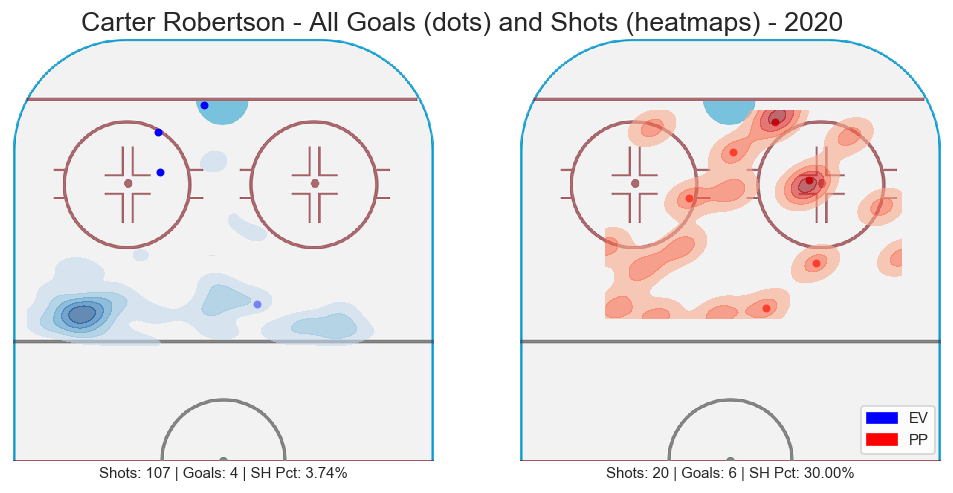 Carter Robertson - All Goals (dots) and Shots (heatmaps) - 2020
EV
PP
Shots: 107 | Goals: 4 | SH Pct: 3.74%
Shots: 20 | Goals: 6 | SH Pct: 30.00%